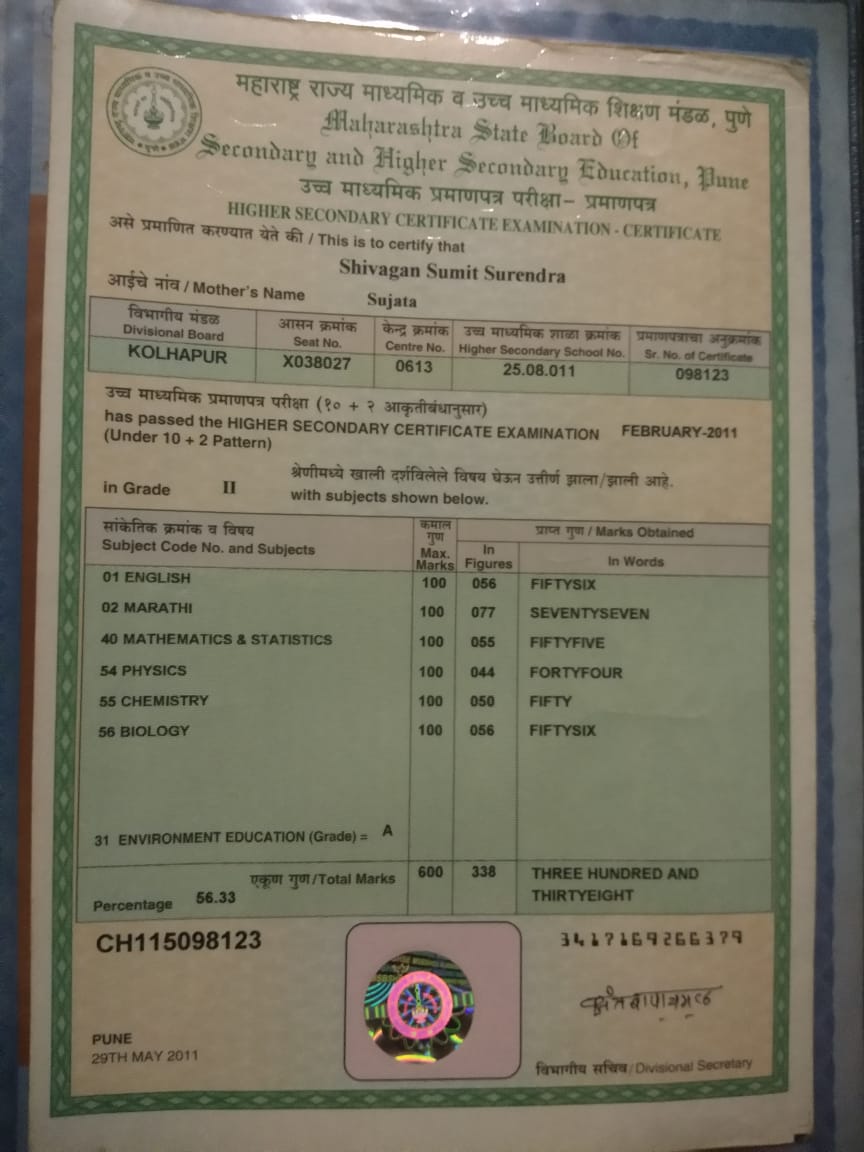 महाराष्ट्र राज्य माध्यमिक व उच्च माध्यमिक शिक्षण मंडळ, पुणे
Maharashtra State Board Of
Secondary and Higher Secondary Education, Pune
उच्च माध्यमिक प्रमाणपत्र परीक्षा– प्रमाणपत्र
HIGHER SECONDARY CERTIFICATE EXAMINATION - CERTIFICATE
असे प्रमाणित करण्यात येते की / This is to certify that
Shivagan Sumit Surendra
आईचे नांव / Mother's Name Sujata
विभागीय मंडळ आसन क्रमांक केन्द्र क्रमांक उच्च माध्यमिक शाळा क्रमांक प्रमाणपत्राचा अनुक्रमांक
Divisional Board Seat No. Centre No. Higher Secondary School No. Sr. No. of Certificate
KOLHAPUR X038027 0613 25.08.011 098123
उच्च माध्यमिक प्रमाणपत्र परीक्षा (१० + २ आकृतीबंधानुसार)
has passed the HIGHER SECONDARY CERTIFICATE EXAMINATION FEBRUARY-2011
(Under 10 + 2 Pattern)
श्रेणीमध्ये खाली दर्शविलेले विषय घेऊन उत्तीर्ण झाला/झाली आहे.
in Grade II with subjects shown below.
सांकेतिक क्रमांक व विषय कमाल गुण प्राप्त गुण / Marks Obtained
Subject Code No. and Subjects Max. Marks In Figures In Words
01 ENGLISH 100 056 FIFTYSIX
02 MARATHI 100 077 SEVENTYSEVEN
40 MATHEMATICS & STATISTICS 100 055 FIFTYFIVE
54 PHYSICS 100 044 FORTYFOUR
55 CHEMISTRY 100 050 FIFTY
56 BIOLOGY 100 056 FIFTYSIX
31 ENVIRONMENT EDUCATION (Grade) = A
एकूण गुण/Total Marks 600 338 THREE HUNDRED AND
Percentage 56.33 THIRTYEIGHT
CH115098123 3417169266379
PUNE
29TH MAY 2011
विभागीय सचिव/Divisional Secretary